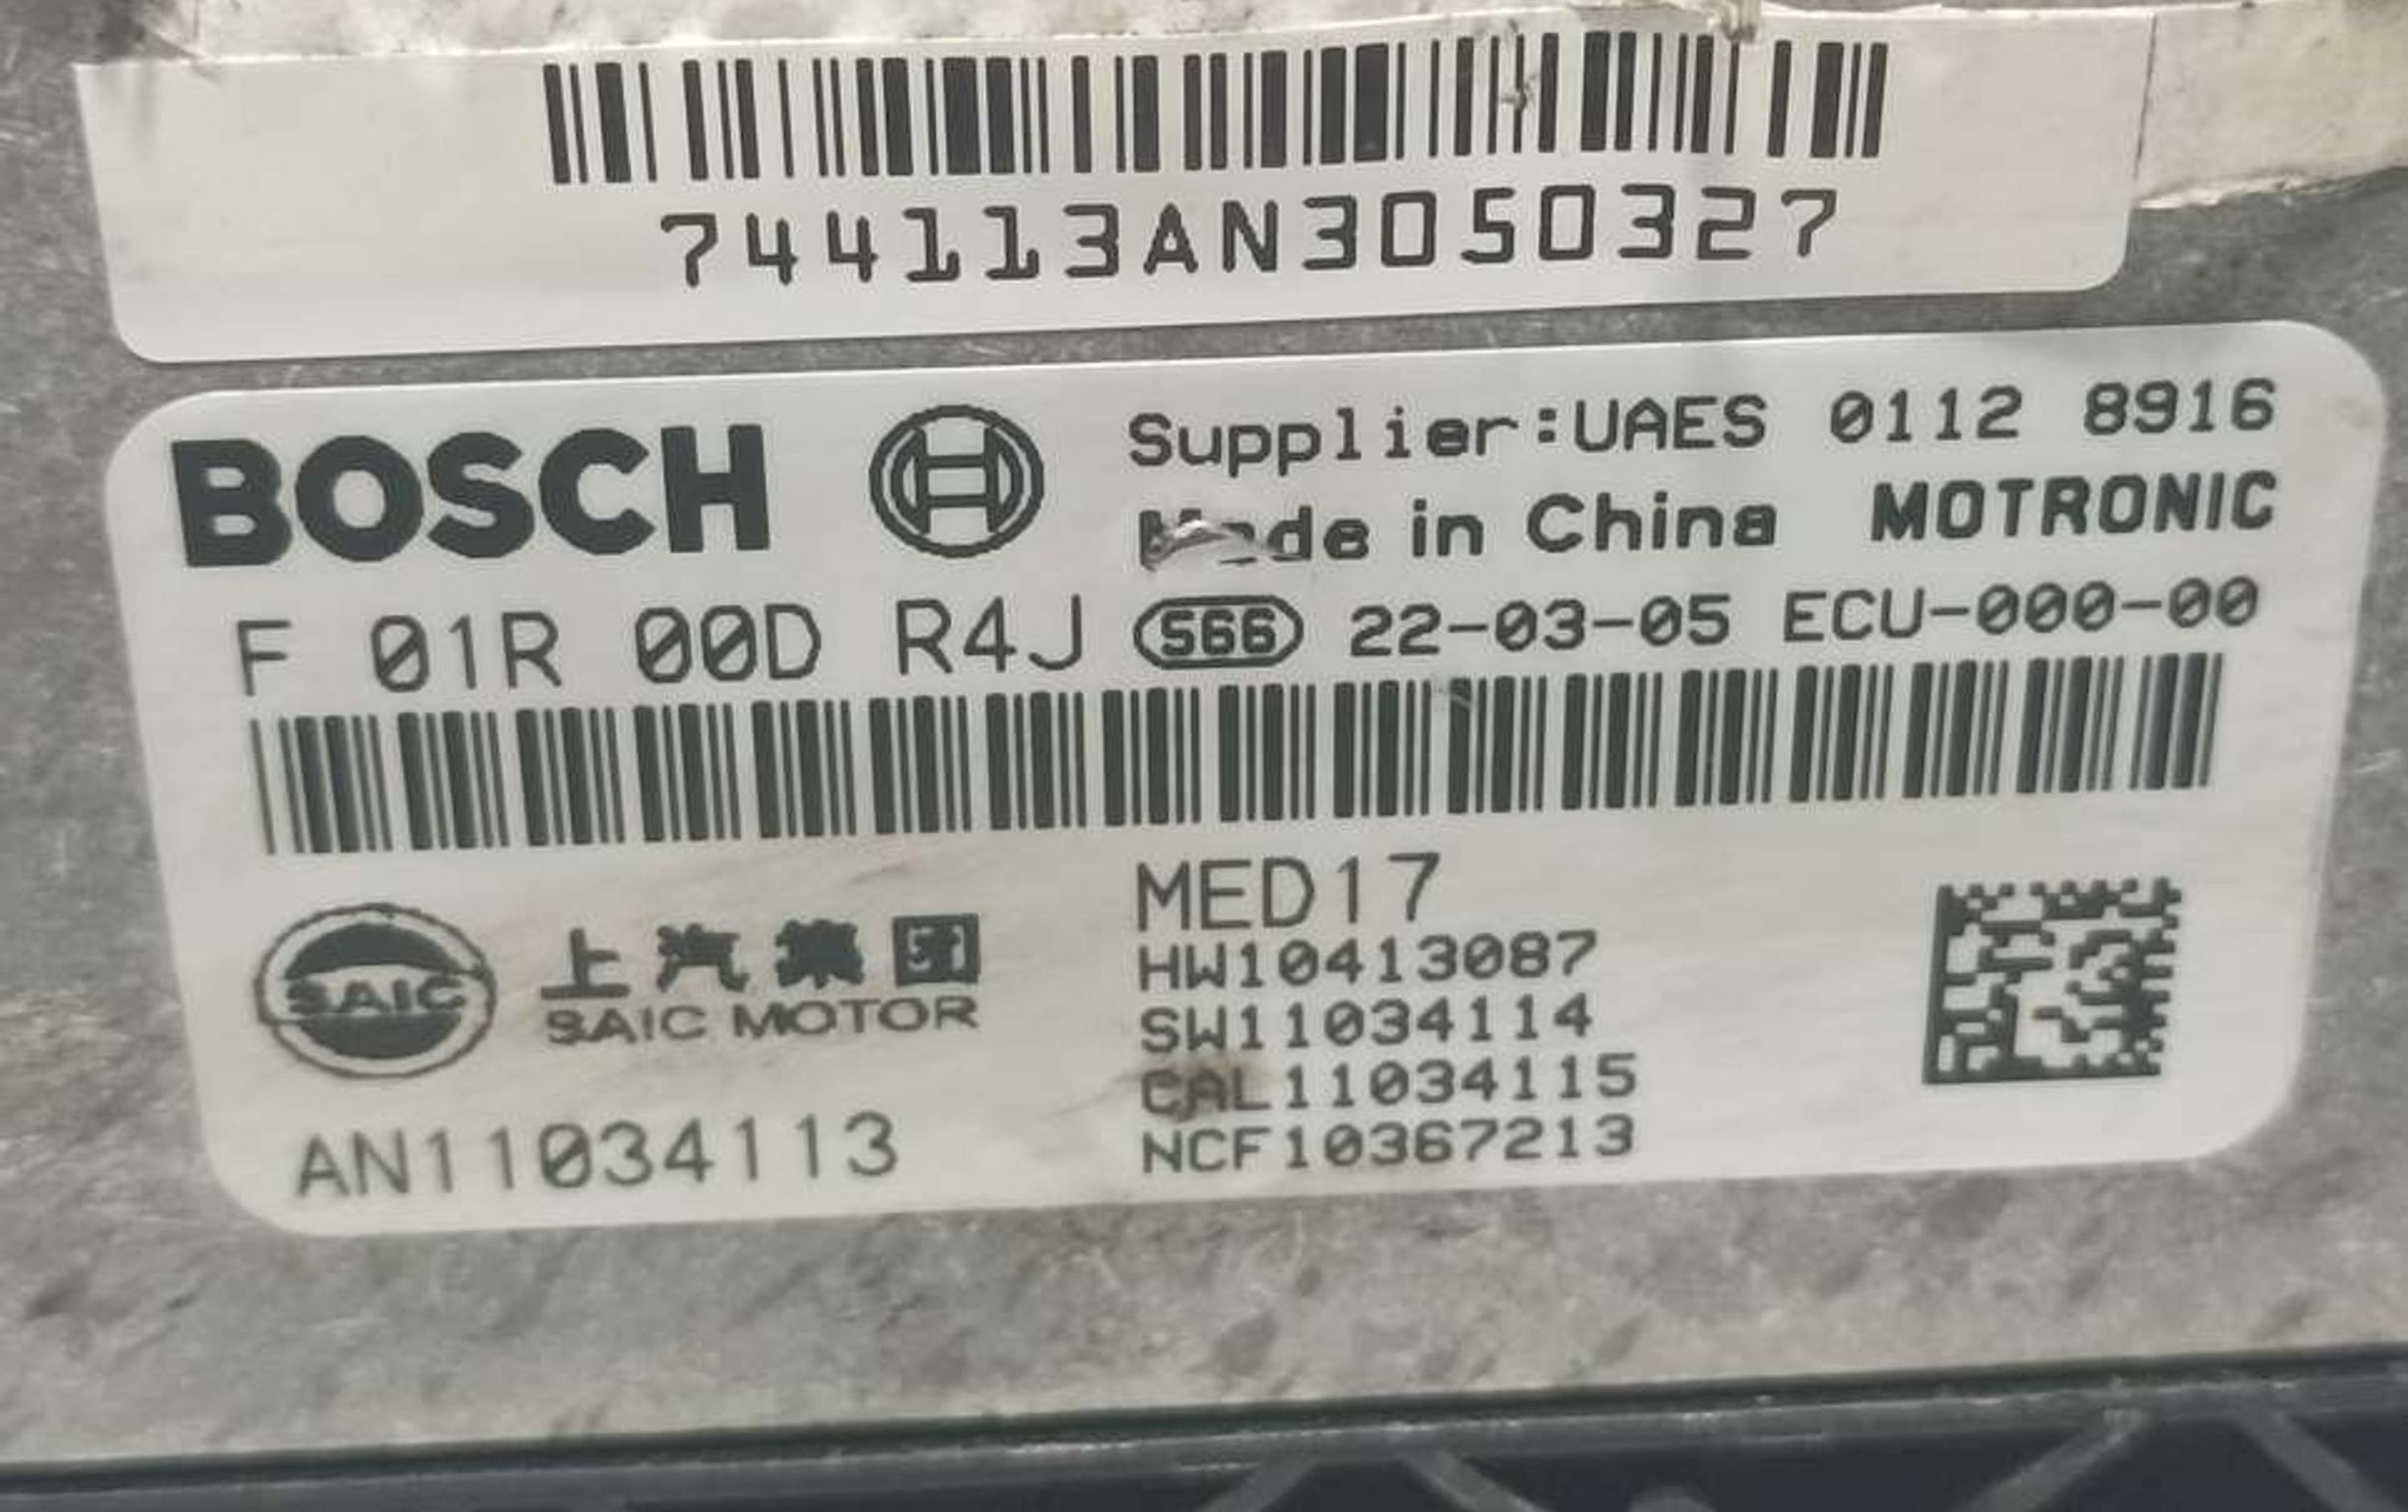 744113AN3050327
BOSCH
Supplier:UAES 0112 8916
Made in China MOTRONIC
F 01R 00D R4J 566 22-03-05 ECU-000-00
MED17
HW10413087
SAIC 上汽集团
SW11034114
SAIC MOTOR
CAL11034115
AN11034113
NCF10367213